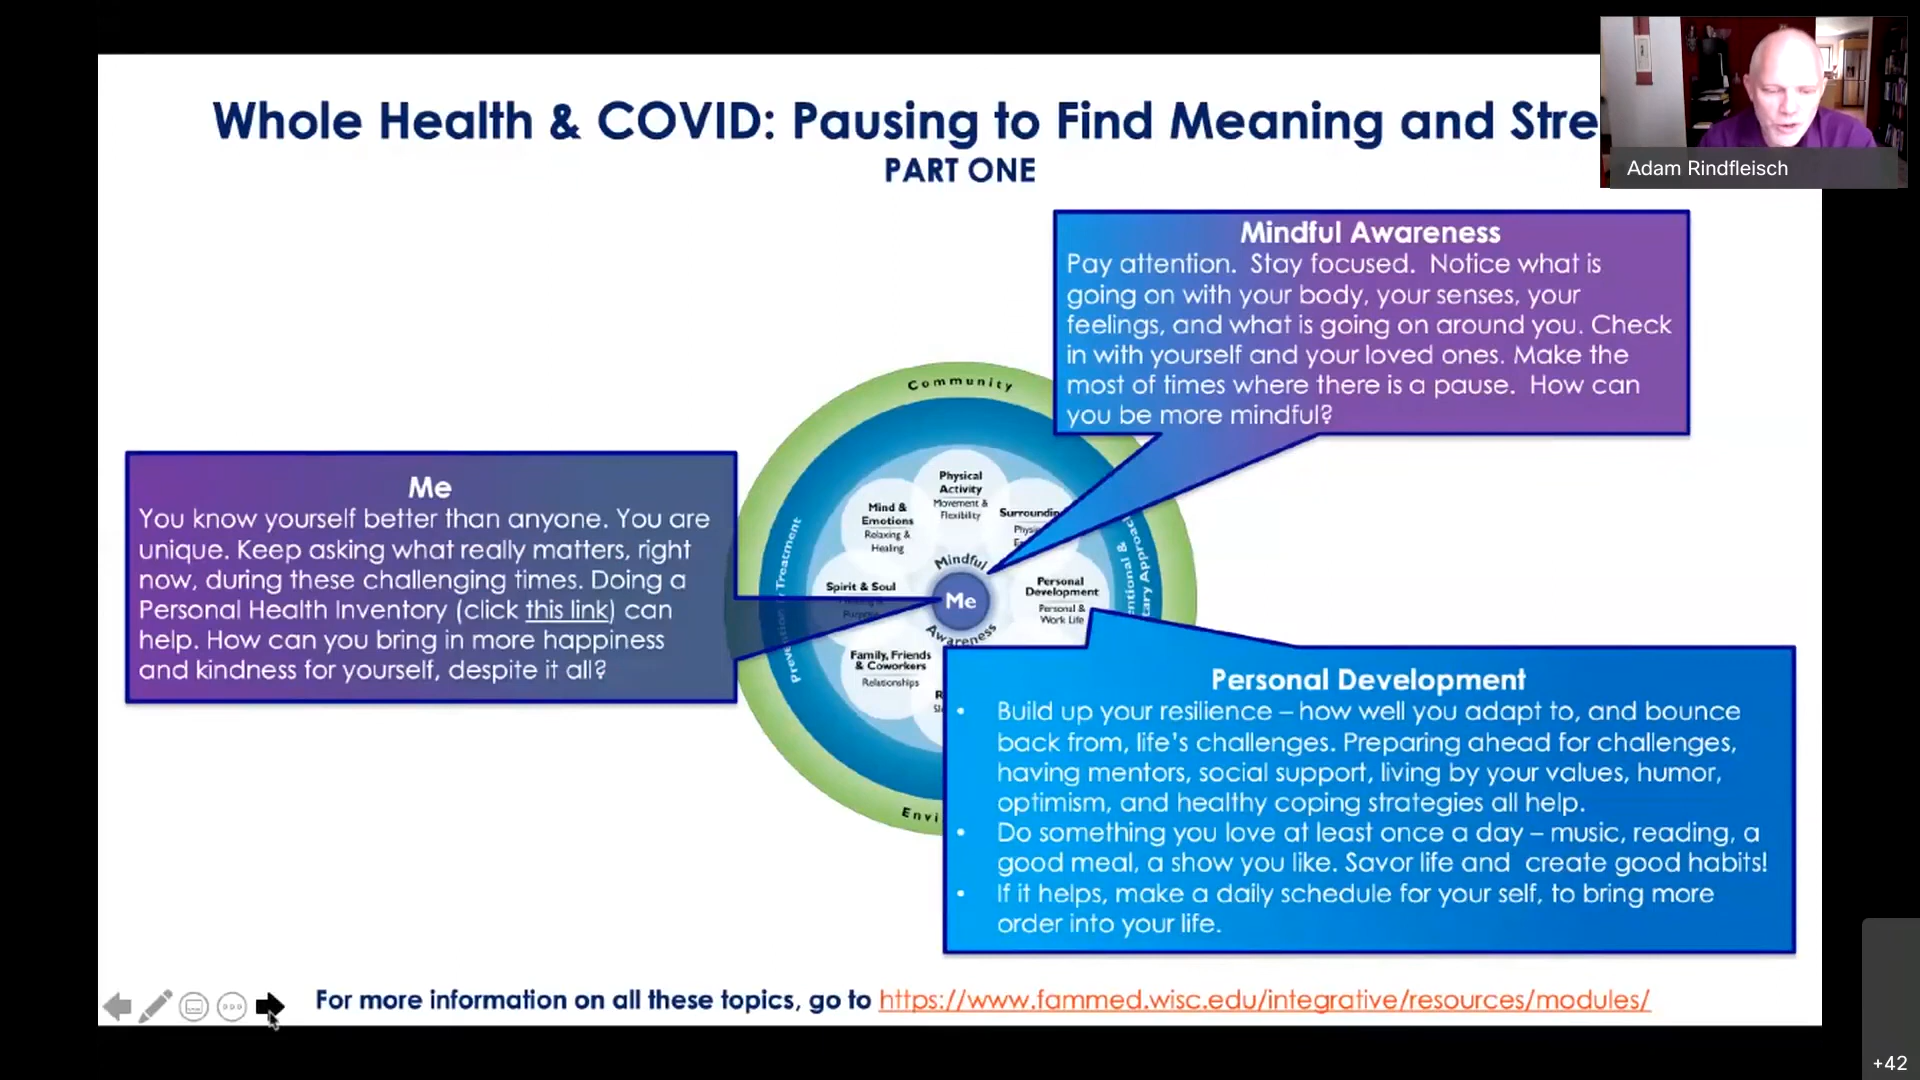 Whole Health & COVID: Pausing to Find Meaning and Stre
PART ONE
Adam Rindfleisch
Mindful Awareness
Pay attention. Stay focused. Notice what is
going on with your body, your senses, your
feelings, and what is going on around you. Check
in with yourself and your loved ones. Make the
most of times where there is a pause. How can
you be more mindful?
Me
You know yourself better than anyone. You are
unique. Keep asking what really matters, right
now, during these challenging times. Doing a
Personal Health Inventory (click this link) can
help. How can you bring in more happiness
and kindness for yourself, despite it all?
Community
Physical
Activity
Movement &
Flexibility
Mind &
Emotions
Relaxing &
Healing
Surrounding
Spirit & Soul
Mindful
Me
Awareness
Personal
Development
Personal &
Work Life
Family, Friends
& Coworkers
Relationships
Treatment
Personal Development
• Build up your resilience – how well you adapt to, and bounce
back from, life's challenges. Preparing ahead for challenges,
having mentors, social support, living by your values, humor,
optimism, and healthy coping strategies all help.
• Do something you love at least once a day – music, reading, a
good meal, a show you like. Savor life and create good habits!
• If it helps, make a daily schedule for your self, to bring more
order into your life.
Envi
For more information on all these topics, go to https://www.fammed.wisc.edu/integrative/resources/modules/
+42